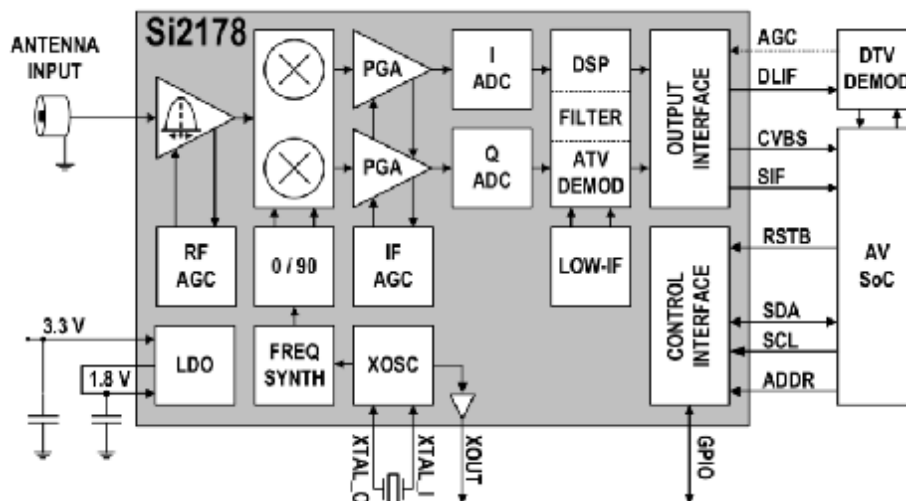 Si2178
ANTENNA
INPUT
PGA
I
ADC
DSP
FILTER
ATV
DEMOD
OUTPUT
INTERFACE
AGC
DLIF
DTV
DEMOD
PGA
Q
ADC
CVBS
SIF
RF
AGC
0 / 90
IF
AGC
LOW-IF
CONTROL
INTERFACE
RSTB
AV
SoC
3.3 V
1.8 V
LDO
FREQ
SYNTH
XOSC
SDA
SCL
ADDR
XTAL_I
XOUT
GPIO